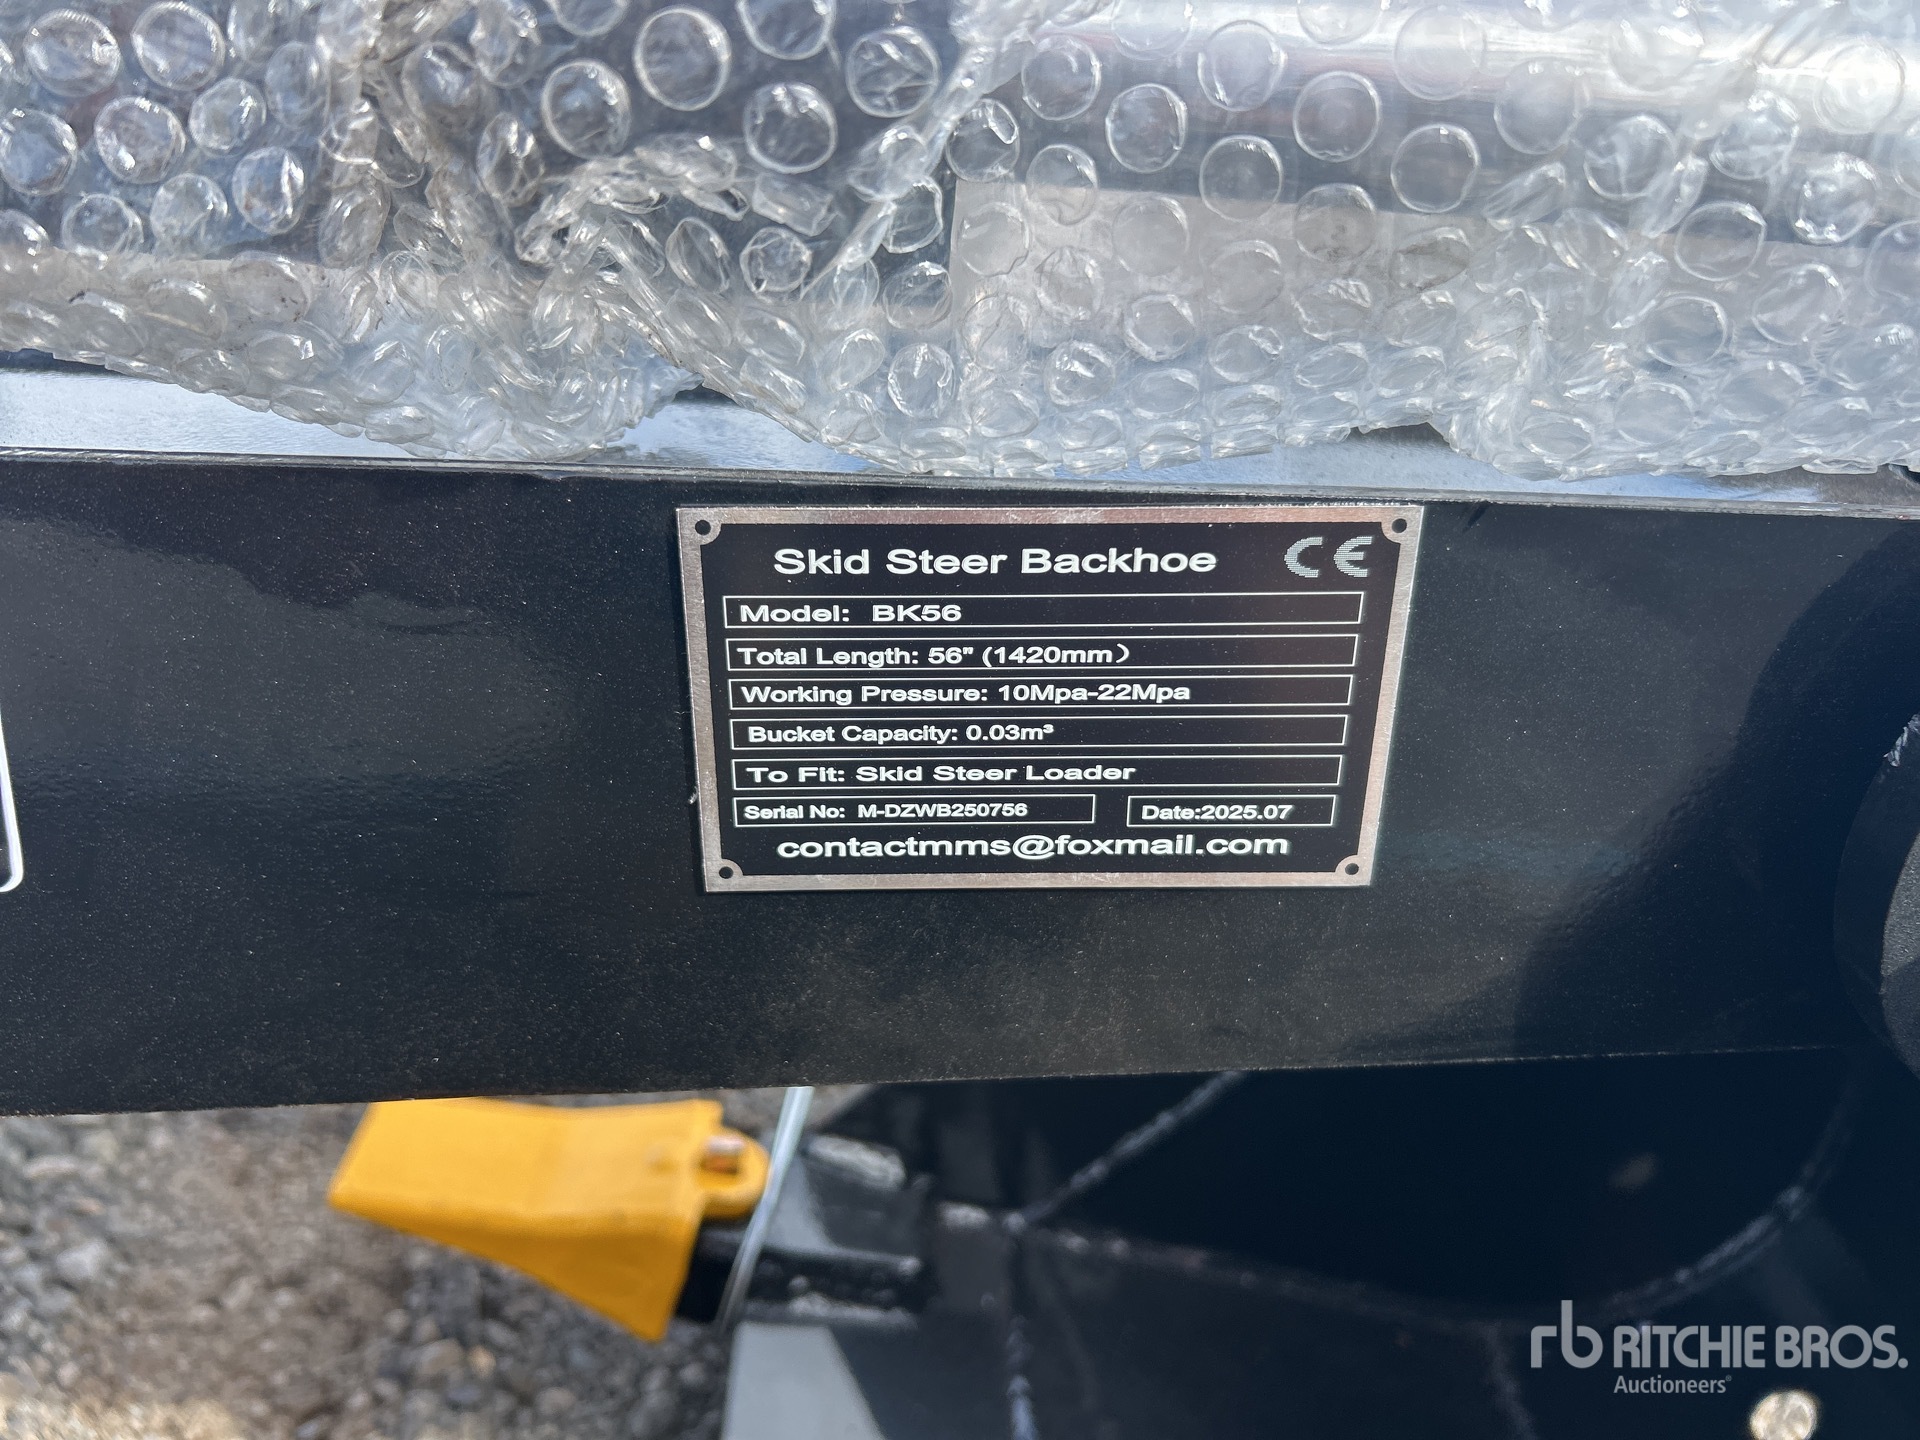 Skid Steer Backhoe CE
Model: BK56
Total Length: 56" (1420mm）
Working Pressure: 10Mpa-22Mpa
Bucket Capacity: 0.03m³
To Fit: Skid Steer Loader
Serial No: M-DZWB250756 Date:2025.07
contactmms@foxmail.com
rb RITCHIE BROS.
Auctioneers®